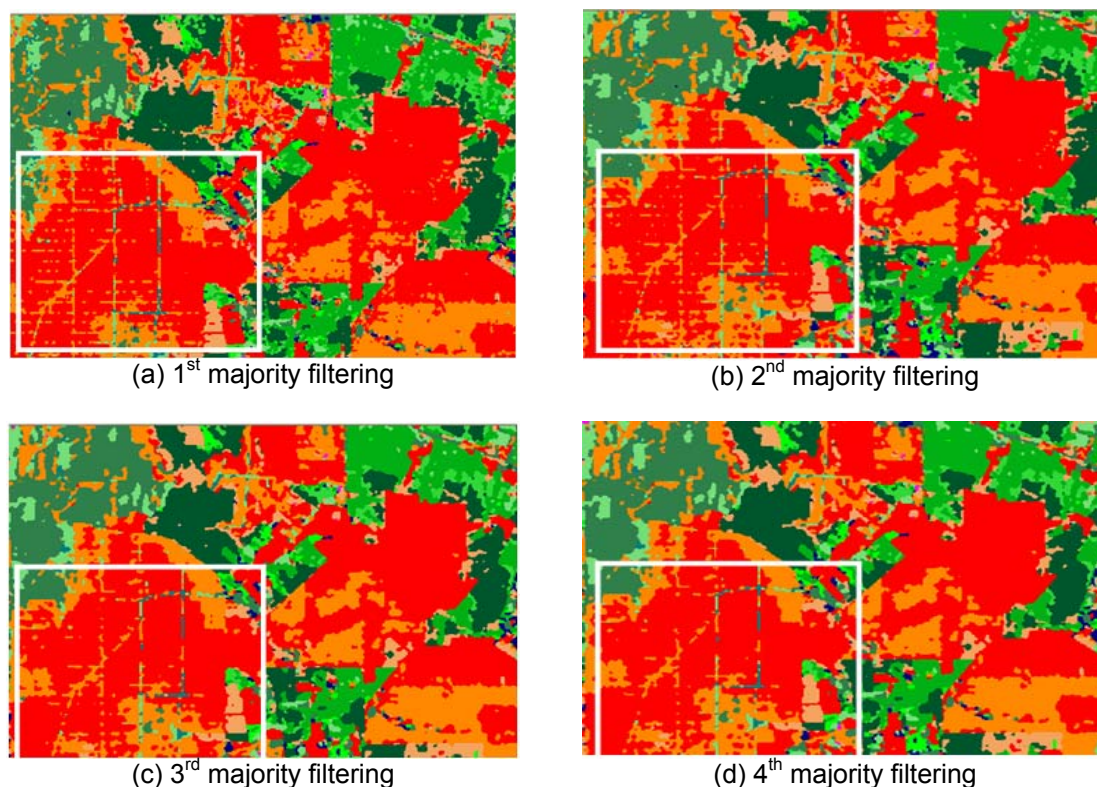 (a) 1st majority filtering
(b) 2nd majority filtering
(c) 3rd majority filtering
(d) 4th majority filtering